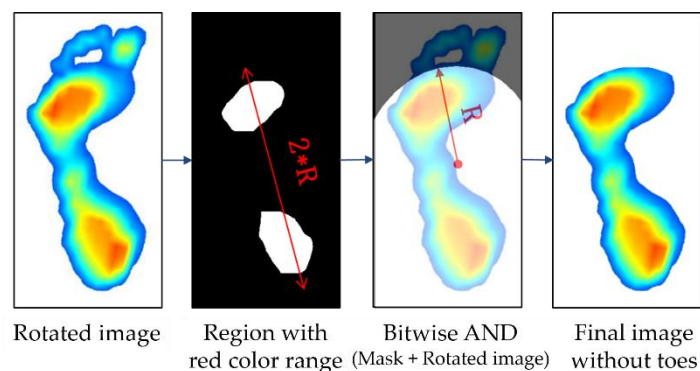 2*R
R
Rotated image
Region with
red color range
Bitwise AND
(Mask + Rotated image)
Final image
without toes